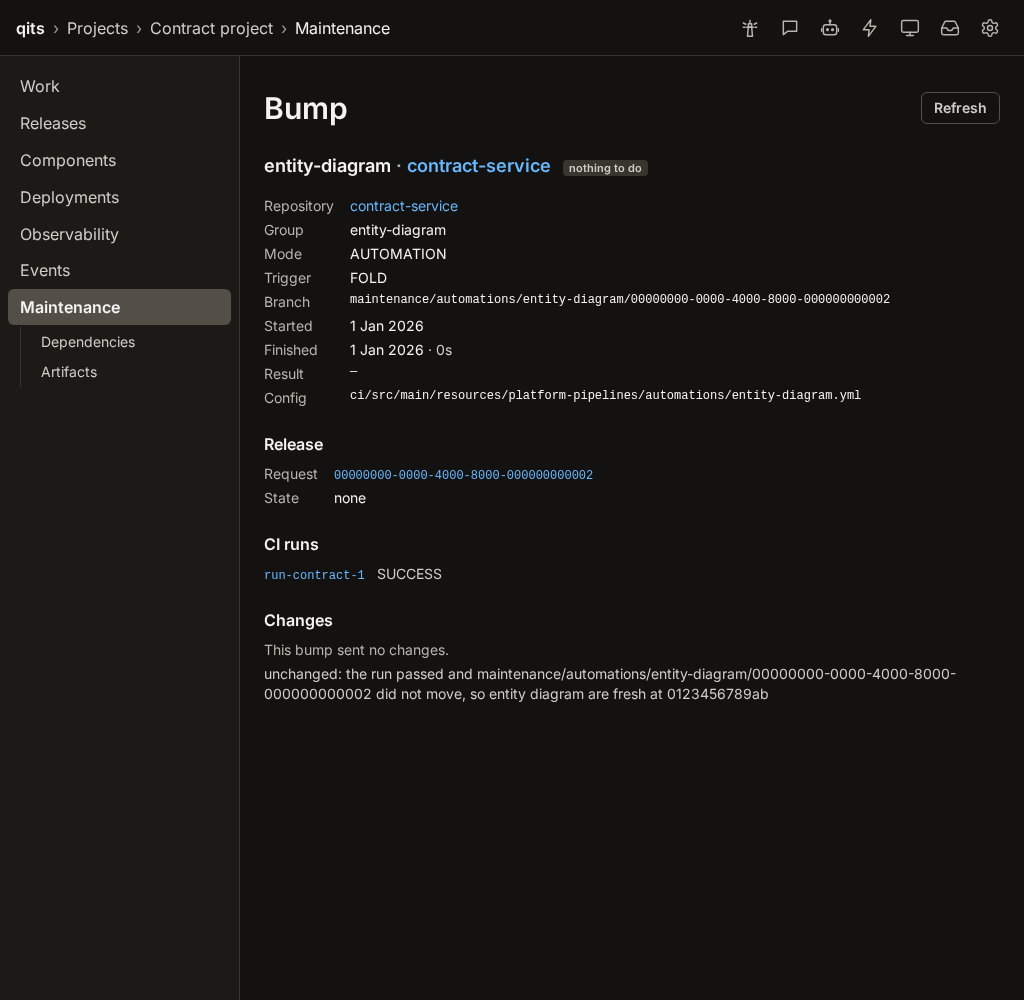 qits › Projects › Contract project › Maintenance
Work
Releases
Components
Deployments
Observability
Events
Maintenance
Dependencies
Artifacts
Bump
Refresh
entity-diagram · contract-service nothing to do
Repository contract-service
Group entity-diagram
Mode AUTOMATION
Trigger FOLD
Branch maintenance/automations/entity-diagram/00000000-0000-4000-8000-000000000002
Started 1 Jan 2026
Finished 1 Jan 2026 · 0s
Result —
Config ci/src/main/resources/platform-pipelines/automations/entity-diagram.yml
Release
Request 00000000-0000-4000-8000-000000000002
State none
CI runs
run-contract-1 SUCCESS
Changes
This bump sent no changes.
unchanged: the run passed and maintenance/automations/entity-diagram/00000000-0000-4000-8000-
000000000002 did not move, so entity diagram are fresh at 0123456789ab